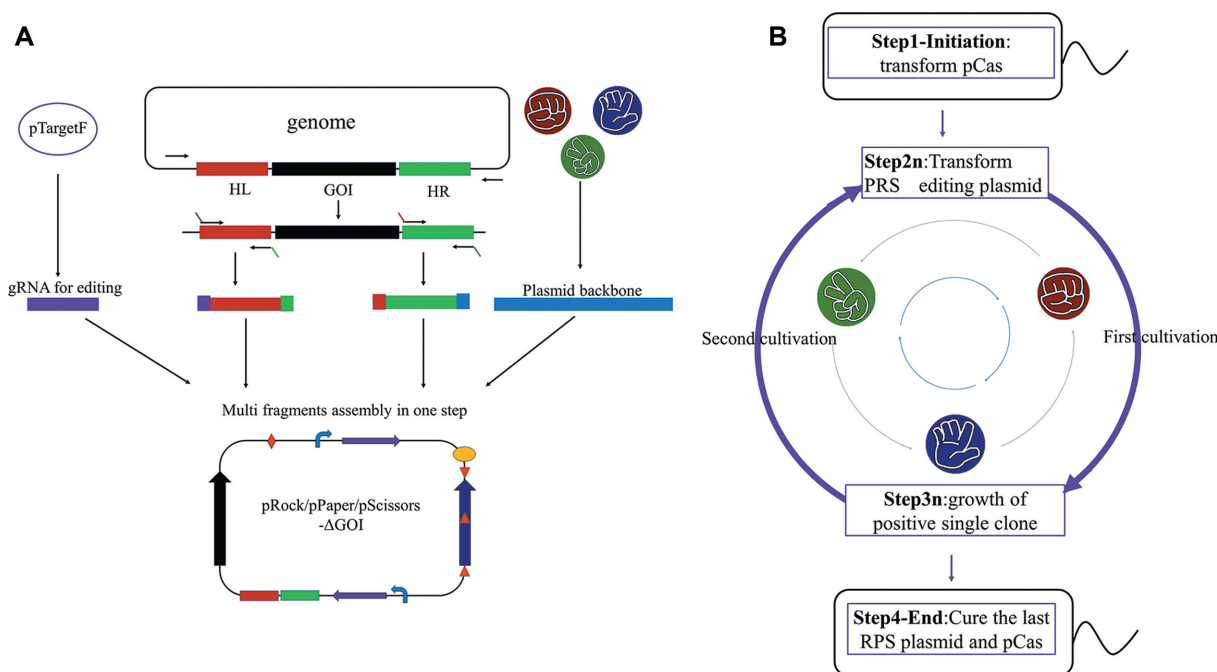 A
pTargetF
genome
HL
GOI
HR
gRNA for editing
Plasmid backbone
Multi fragments assembly in one step
pRock/pPaper/pScissors
-ΔGOI
B
Step1-Initiation:
transform pCas
Step2n:Transform
PRS editing plasmid
Second cultivation
First cultivation
Step3n:growth of
positive single clone
Step4-End:Cure the last
RPS plasmid and pCas